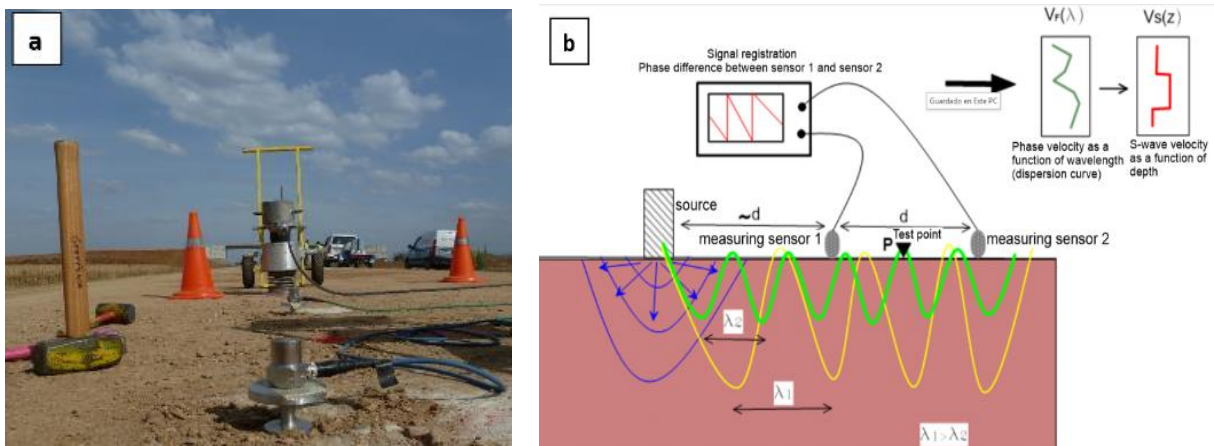 a
b
Signal registration
Phase difference between sensor 1 and sensor 2
VF(λ)
VS(z)
Guardado en Este PC
Phase velocity as a
function of wavelength
(dispersion curve)
S-wave velocity
as a function of
depth
source
~d
d
measuring sensor 1
P
Test point
measuring sensor 2
λ2
λ1
λ1>λ2